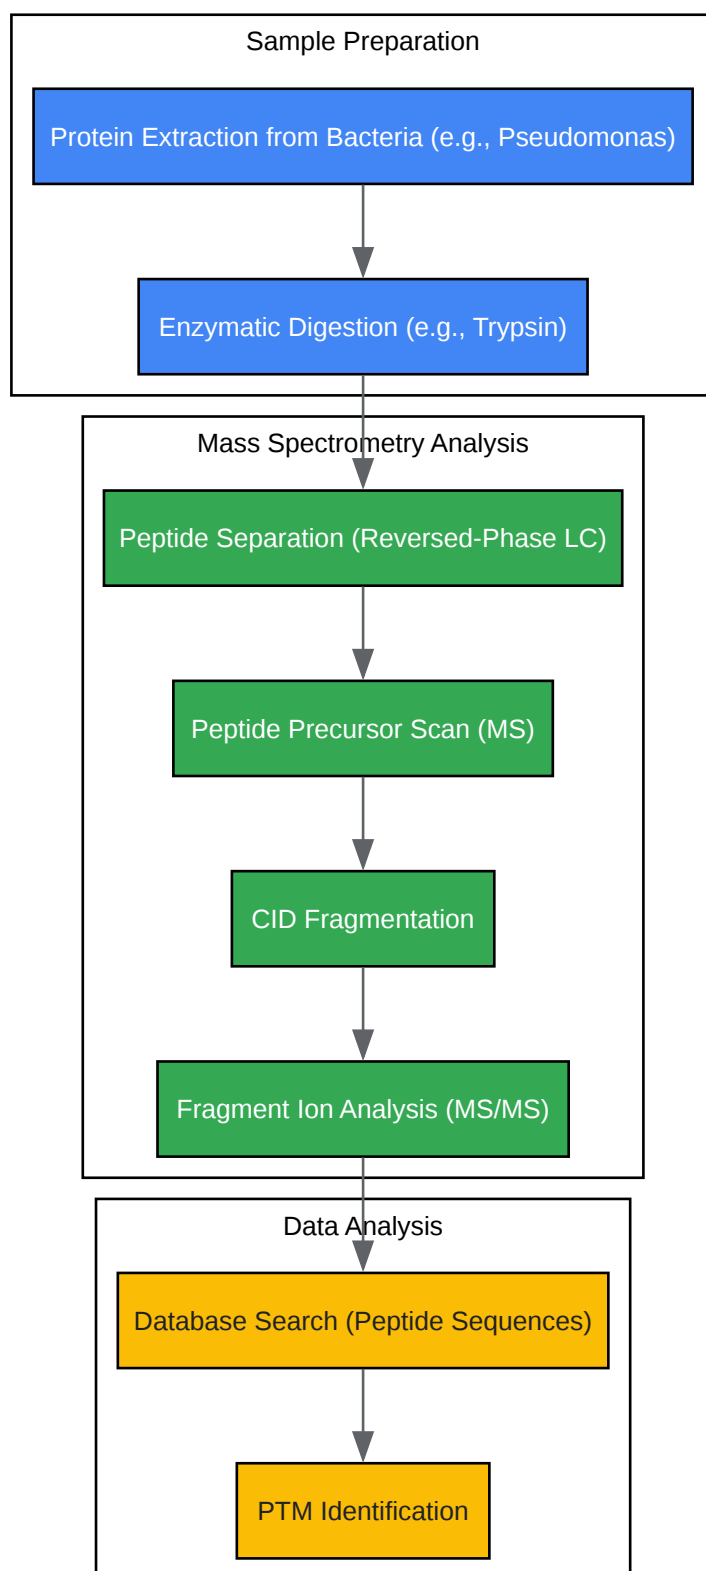 Sample Preparation
Protein Extraction from Bacteria (e.g., Pseudomonas)
Enzymatic Digestion (e.g., Trypsin)
Mass Spectrometry Analysis
Peptide Separation (Reversed-Phase LC)
Peptide Precursor Scan (MS)
CID Fragmentation
Fragment Ion Analysis (MS/MS)
Data Analysis
Database Search (Peptide Sequences)
PTM Identification